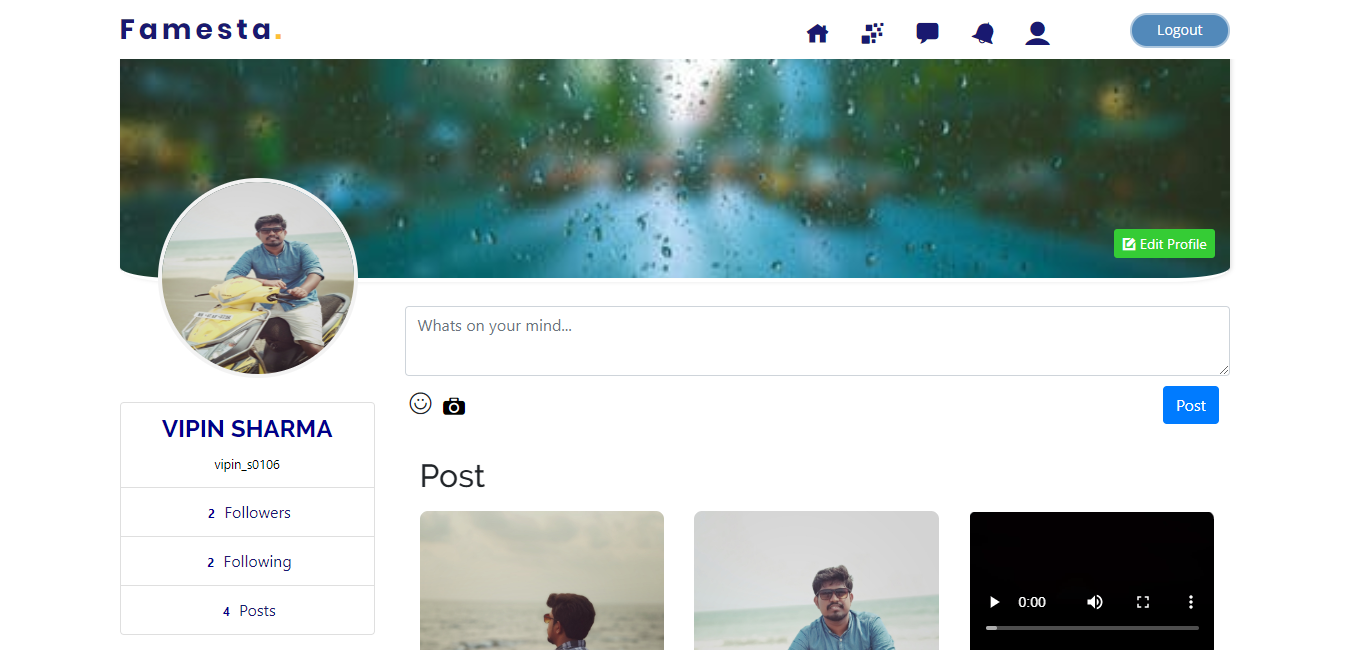 Famesta.
Logout
Edit Profile
Whats on your mind...
Post
VIPIN SHARMA
vipin_s0106
2 Followers
2 Following
4 Posts
Post
0:00